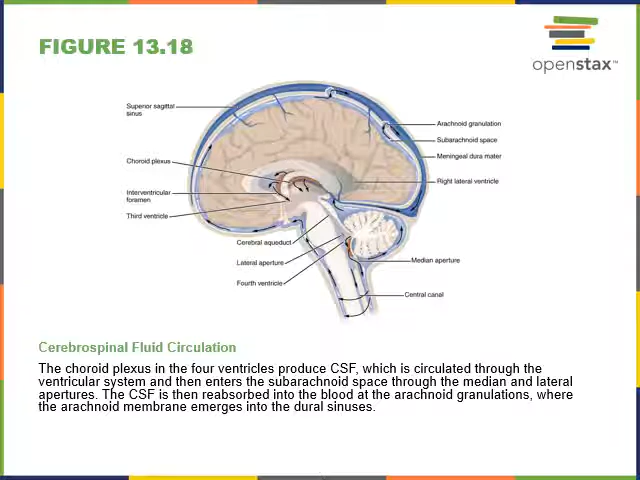 FIGURE 13.18
openstax™
Superior sagittal
sinus
Choroid plexus
Interventricular
foramen
Third ventricle
Cerebral aqueduct
Lateral aperture
Fourth ventricle
Arachnoid granulation
Subarachnoid space
Meningeal dura mater
Right lateral ventricle
Median aperture
Central canal
Cerebrospinal Fluid Circulation
The choroid plexus in the four ventricles produce CSF, which is circulated through the
ventricular system and then enters the subarachnoid space through the median and lateral
apertures. The CSF is then reabsorbed into the blood at the arachnoid granulations, where
the arachnoid membrane emerges into the dural sinuses.